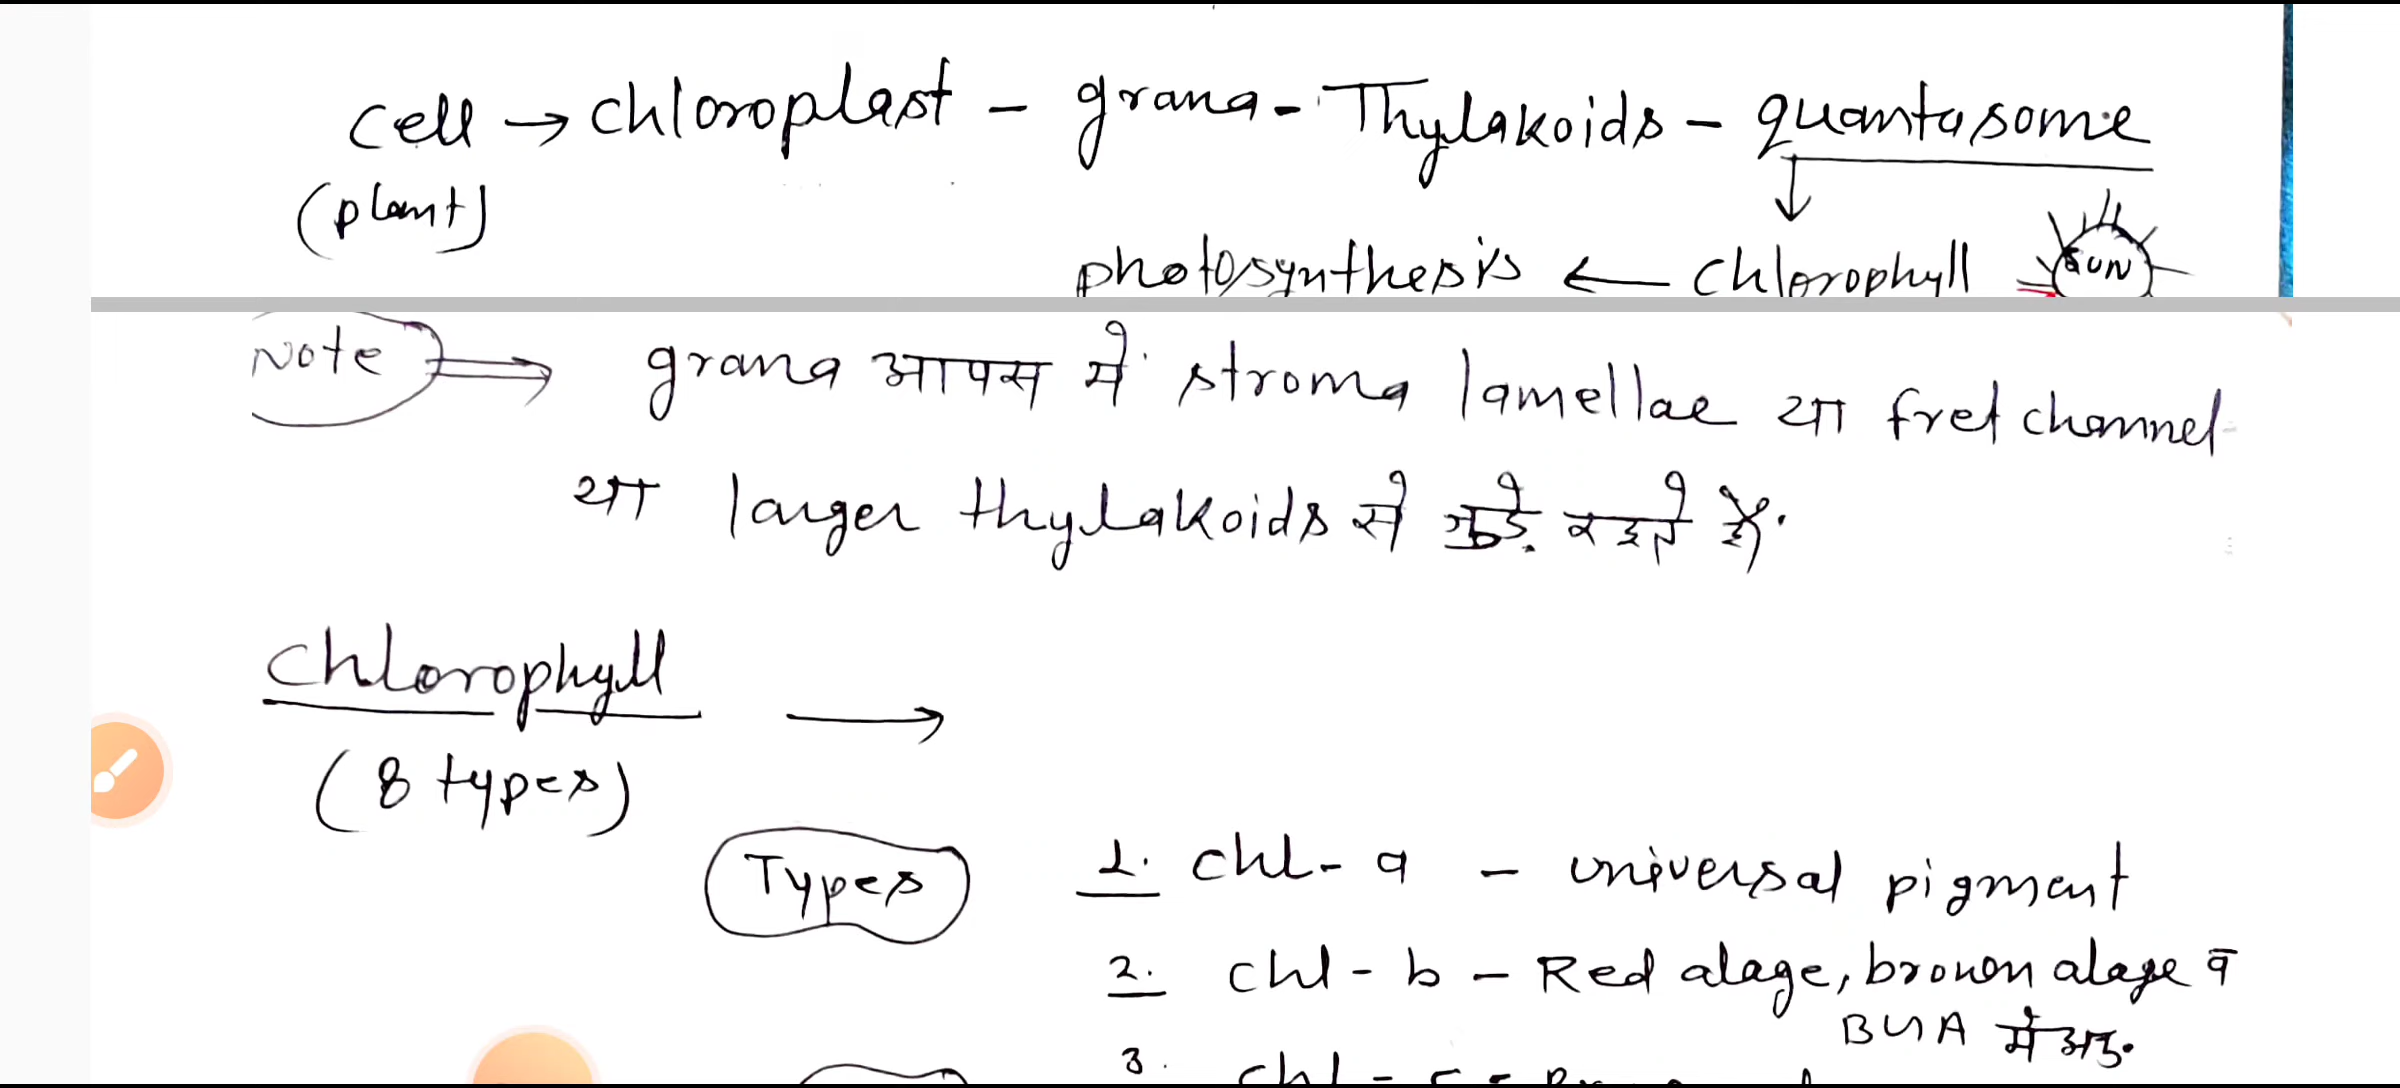 cell → chloroplast - grana - Thylakoids - quantasome
(plant)
photosynthesis ← chlorophyll SUN
Note ⇒ grana आपस में stroma lamellae या fret channel
या larger thylakoids से जुड़े रहते हैं.
chlorophyll →
(8 types)
Types 1. chl - a - universal pigment
2. chl - b - Red alage, brown alage व
BGA में अनु.
3. chl - c